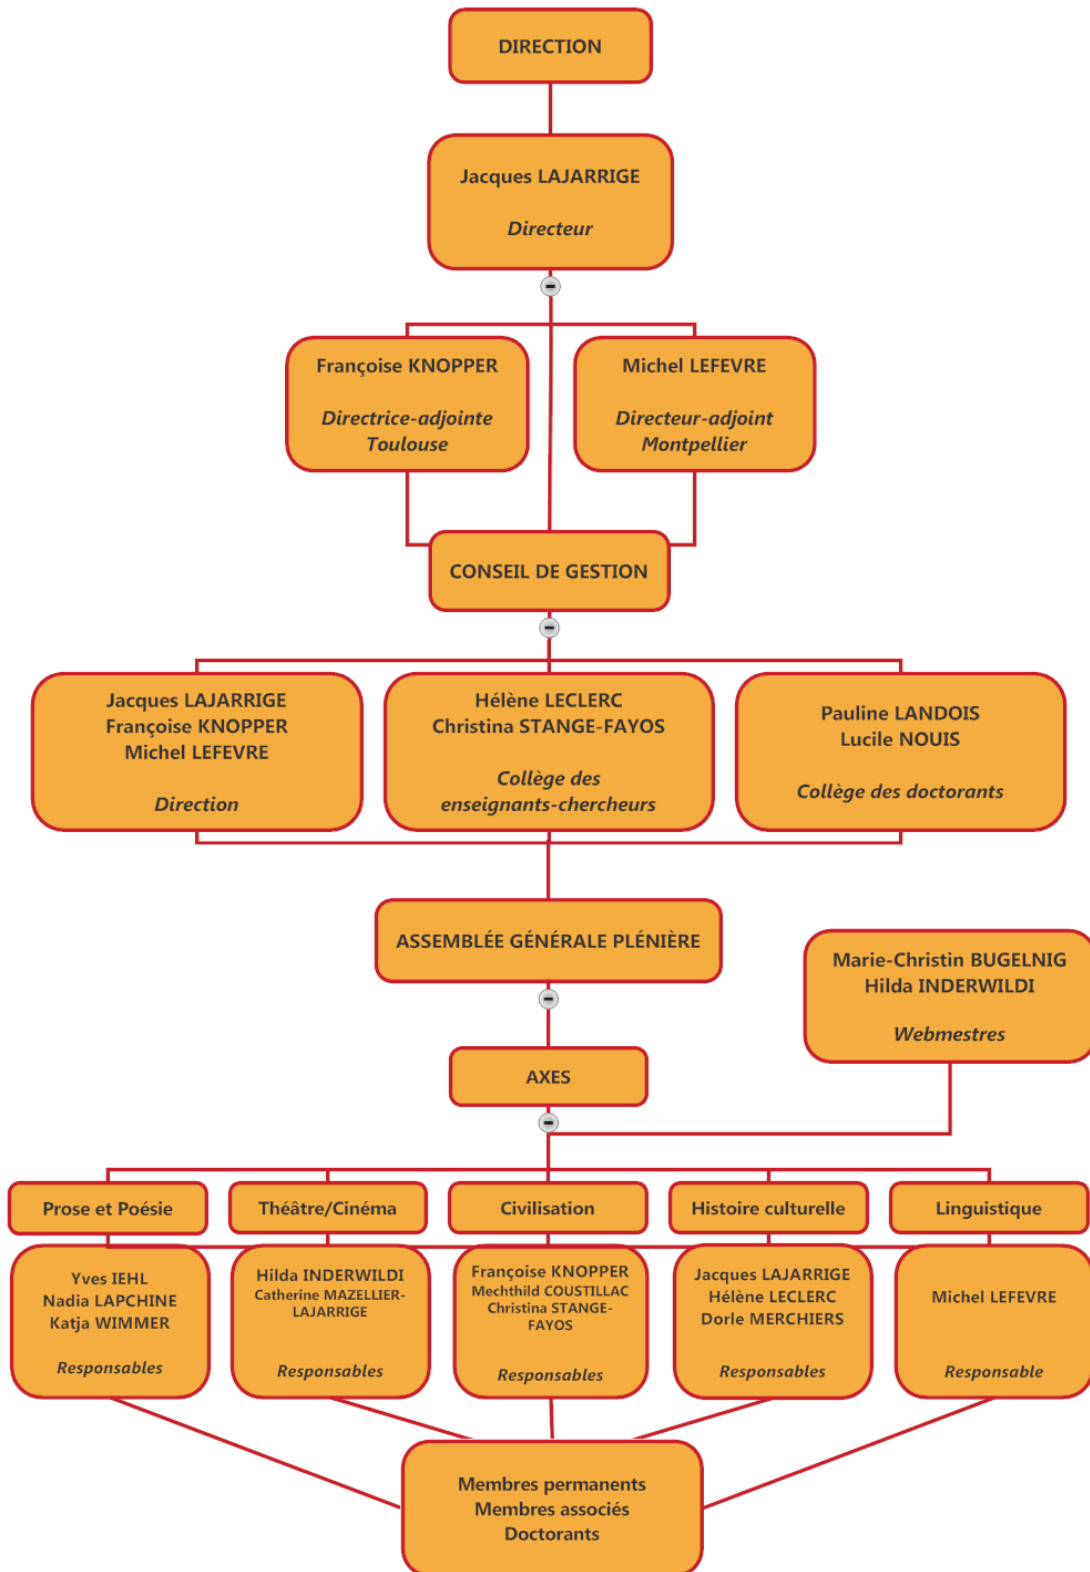 DIRECTION
Jacques LAJARRIGE
Directeur
Françoise KNOPPER
Directrice-adjointe
Toulouse
Michel LEFEVRE
Directeur-adjoint
Montpellier
CONSEIL DE GESTION
Jacques LAJARRIGE
Françoise KNOPPER
Michel LEFEVRE
Direction
Hélène LECLERC
Christina STANGE-FAYOS
Collège des
enseignants-chercheurs
Pauline LANDOIS
Lucile NOUIS
Collège des doctorants
ASSEMBLÉE GÉNÉRALE PLÉNIÈRE
Marie-Christin BUGELNIG
Hilda INDERWILDI
Webmestres
AXES
Prose et Poésie
Théâtre/Cinéma
Civilisation
Histoire culturelle
Linguistique
Yves IEHL
Nadia LAPCHINE
Katja WIMMER
Responsables
Hilda INDERWILDI
Catherine MAZELLIER-
LAJARRIGE
Responsables
Françoise KNOPPER
Mechthild COUSTILLAC
Christina STANGE-
FAYOS
Responsables
Jacques LAJARRIGE
Hélène LECLERC
Dorle MERCHIERS
Responsables
Michel LEFEVRE
Responsable
Membres permanents
Membres associés
Doctorants